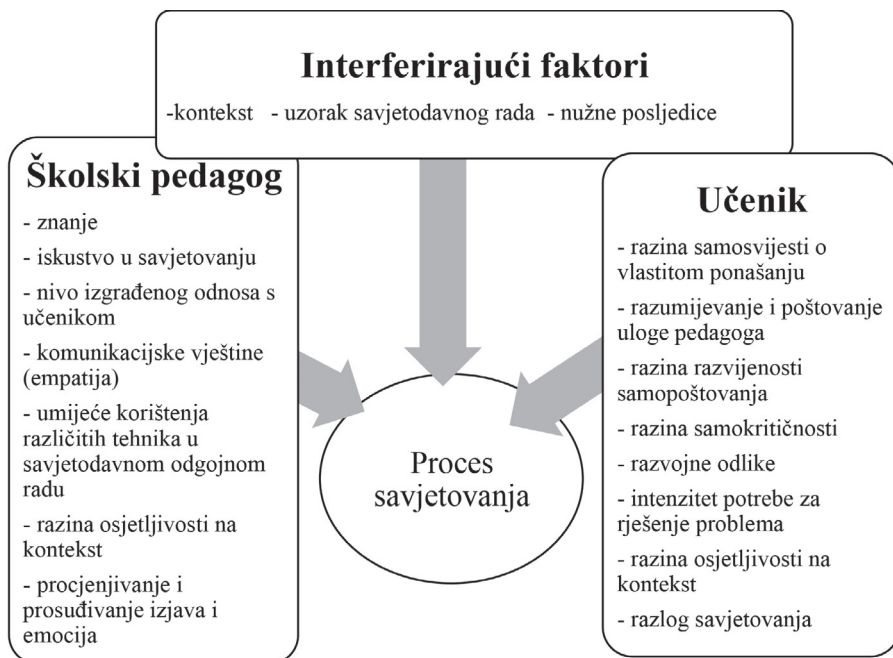 Interferirajući faktori
-kontekst - uzorak savjetodavnog rada - nužne posljedice
Školski pedagog
- znanje
- iskustvo u savjetovanju
- nivo izgrađenog odnosa s
učenikom
- komunikacijske vještine
(empatija)
- umijeće korištenja
različitih tehnika u
savjetodavnom odgojnom
radu
- razina osjetljivosti na
kontekst
- procjenjivanje i
prosuđivanje izjava i
emocija
Proces
savjetovanja
Učenik
- razina samosvijesti o
vlastitom ponašanju
- razumijevanje i poštovanje
uloge pedagoga
- razina razvijenosti
samopoštovanja
- razina samokritičnosti
- razvojne odlike
- intenzitet potrebe za
rješenje problema
- razina osjetljivosti na
kontekst
- razlog savjetovanja